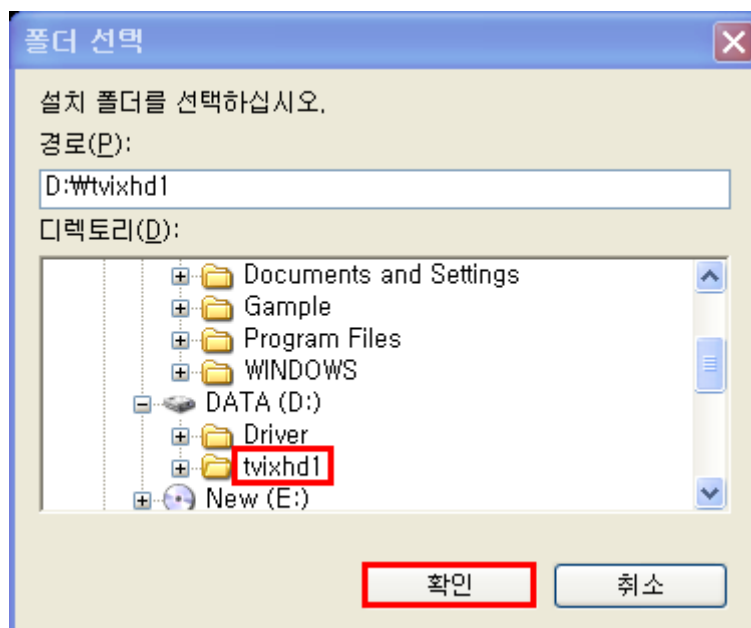 폴더 선택
설치 폴더를 선택하십시오.
경로(P):
D:₩tvixhd1
디렉토리(D):
Documents and Settings
Gample
Program Files
WINDOWS
DATA (D:)
Driver
tvixhd1
New (E:)
확인 취소